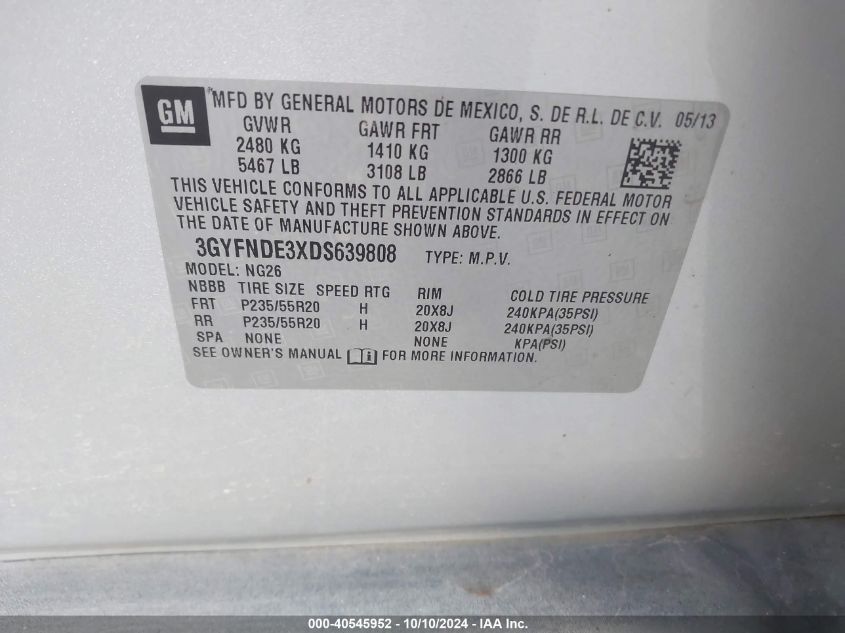 GM ® MFD BY GENERAL MOTORS DE MEXICO, S. DE R.L. DE C.V. 05/13
GVWR GAWR FRT GAWR RR
2480 KG 1410 KG 1300 KG
5467 LB 3108 LB 2866 LB
THIS VEHICLE CONFORMS TO ALL APPLICABLE U.S. FEDERAL MOTOR
VEHICLE SAFETY AND THEFT PREVENTION STANDARDS IN EFFECT ON
THE DATE OF MANUFACTURE SHOWN ABOVE.
3GYFNDE3XDS639808 TYPE: M.P.V.
MODEL: NG26
NBBB TIRE SIZE SPEED RTG RIM COLD TIRE PRESSURE
FRT P235/55R20 H 20X8J 240KPA(35PSI)
RR P235/55R20 H 20X8J 240KPA(35PSI)
SPA NONE NONE KPA(PSI)
SEE OWNER'S MANUAL i FOR MORE INFORMATION.
000-40545952 - 10/10/2024 - IAA Inc.